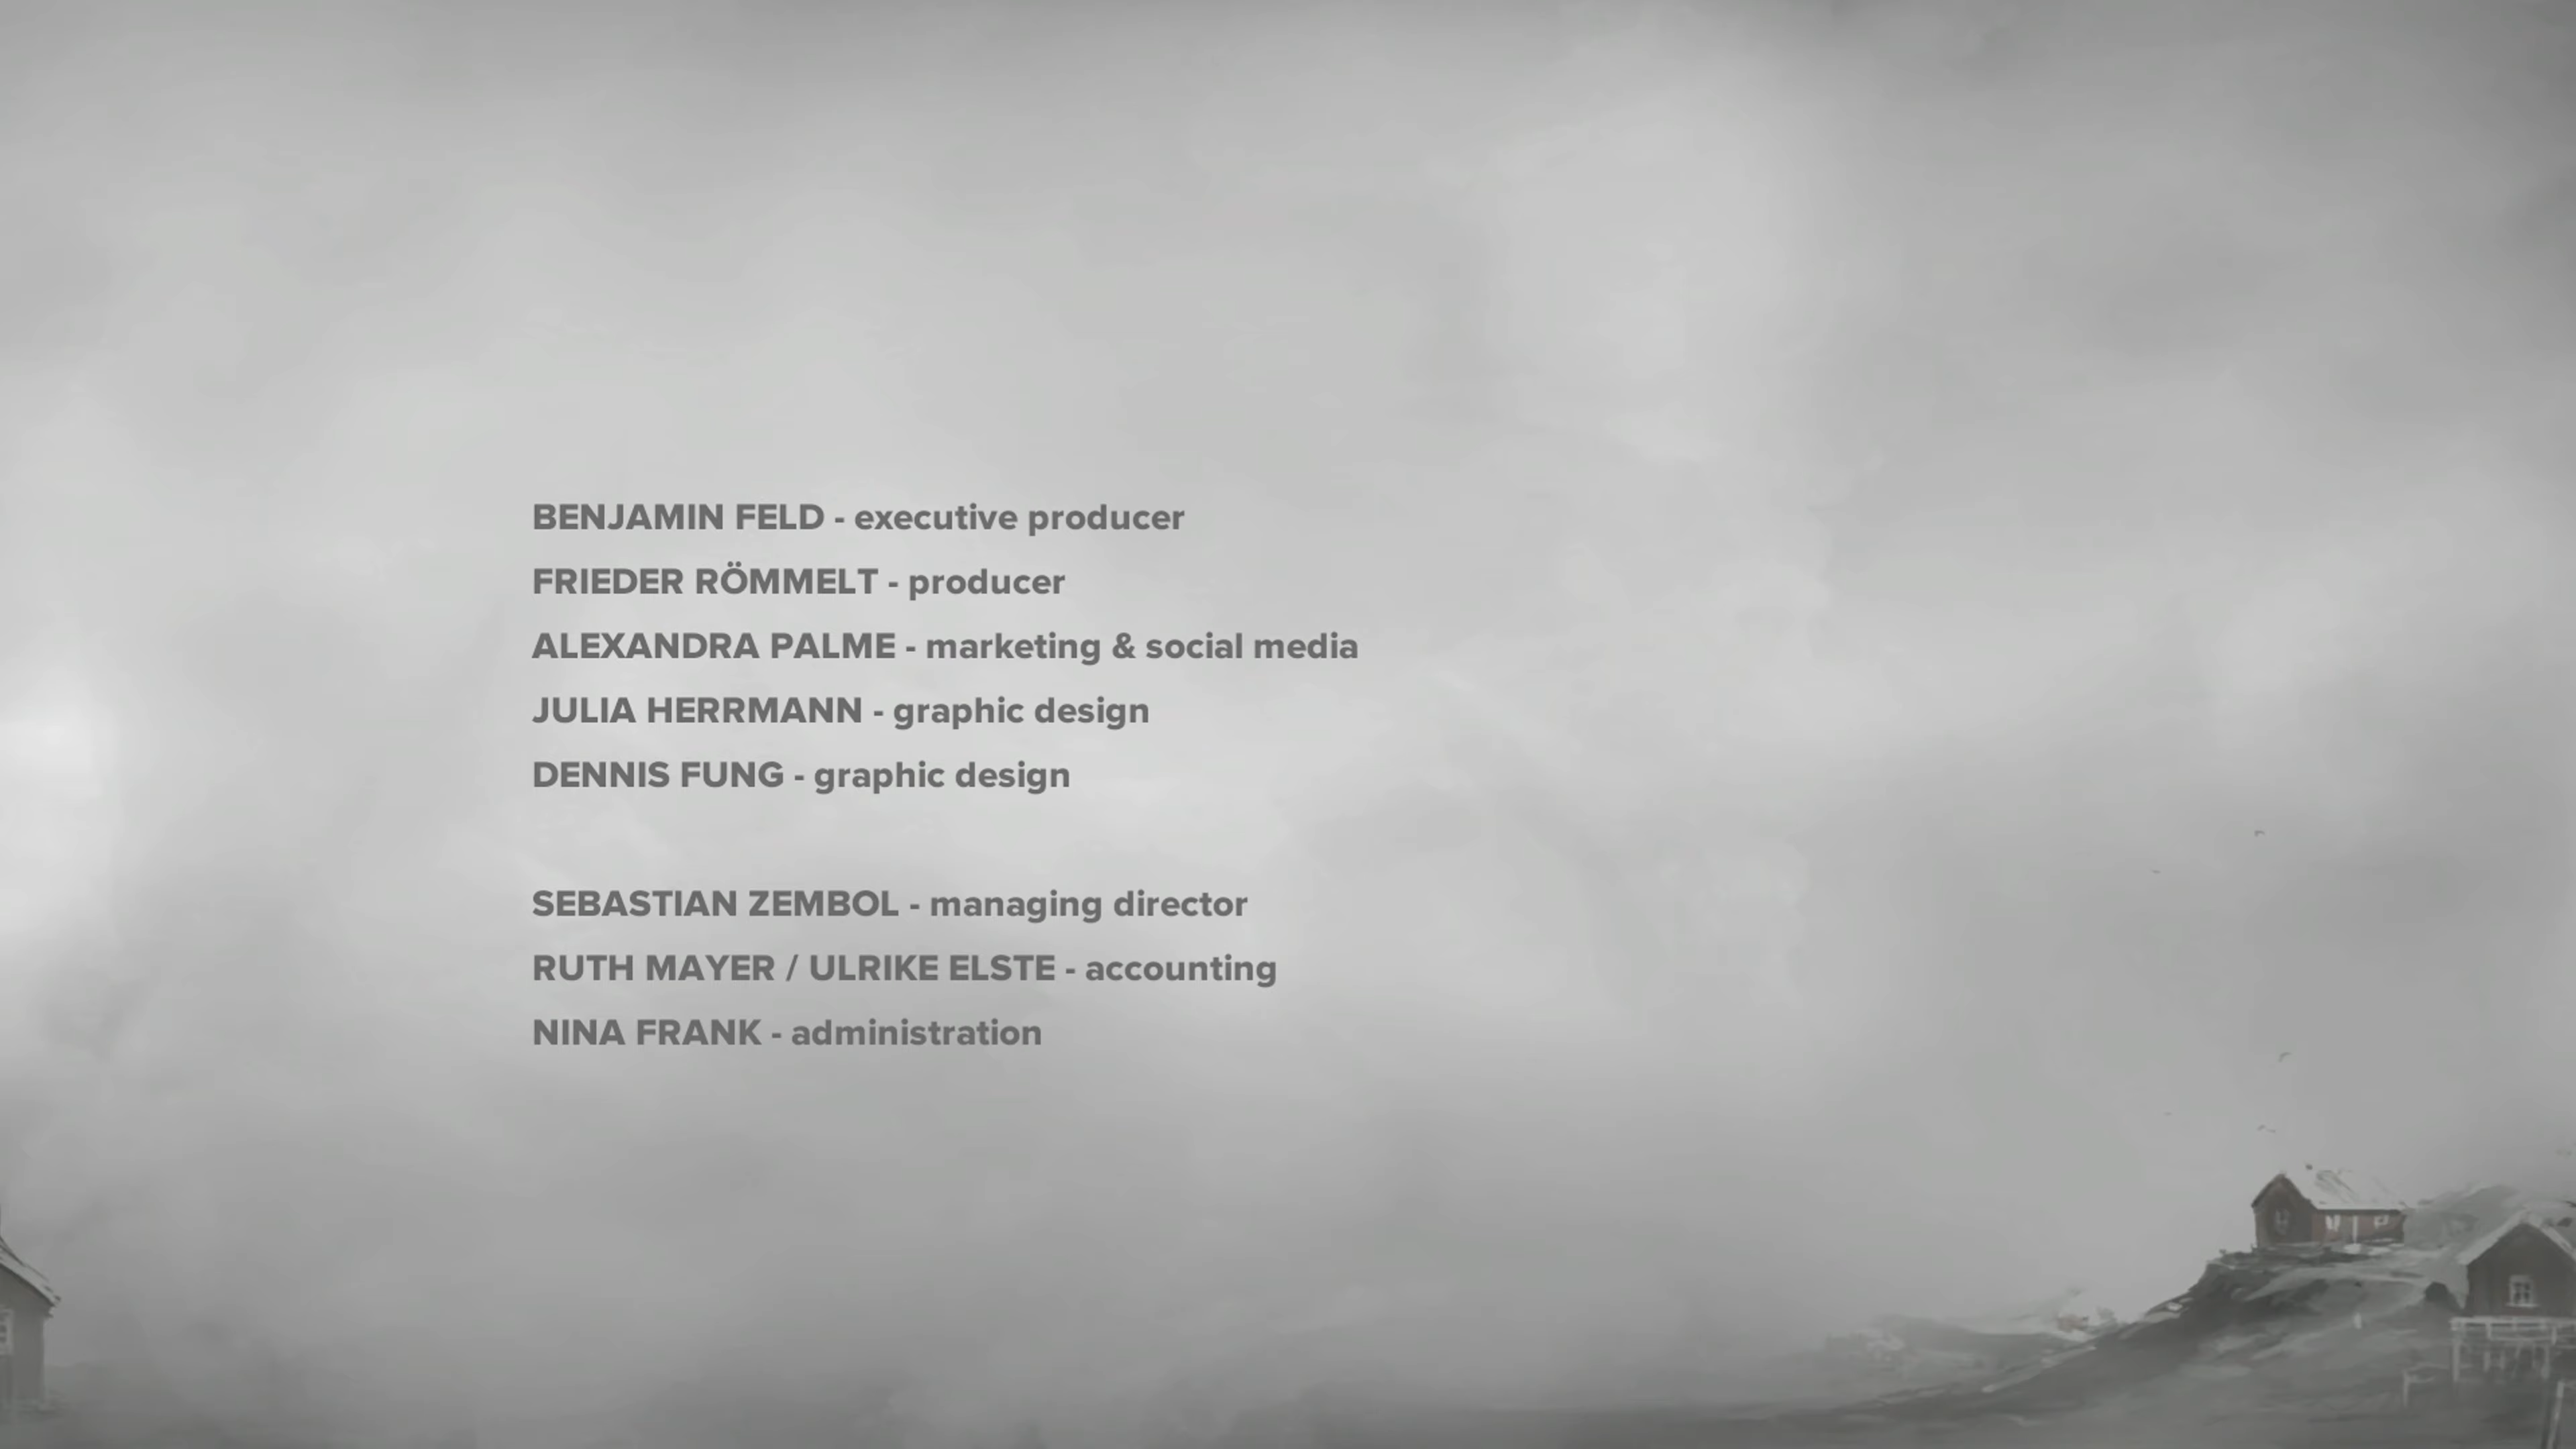 BENJAMIN FELD - executive producer
FRIEDER RÖMMELT - producer
ALEXANDRA PALME - marketing & social media
JULIA HERRMANN - graphic design
DENNIS FUNG - graphic design
SEBASTIAN ZEMBOL - managing director
RUTH MAYER / ULRIKE ELSTE - accounting
NINA FRANK - administration